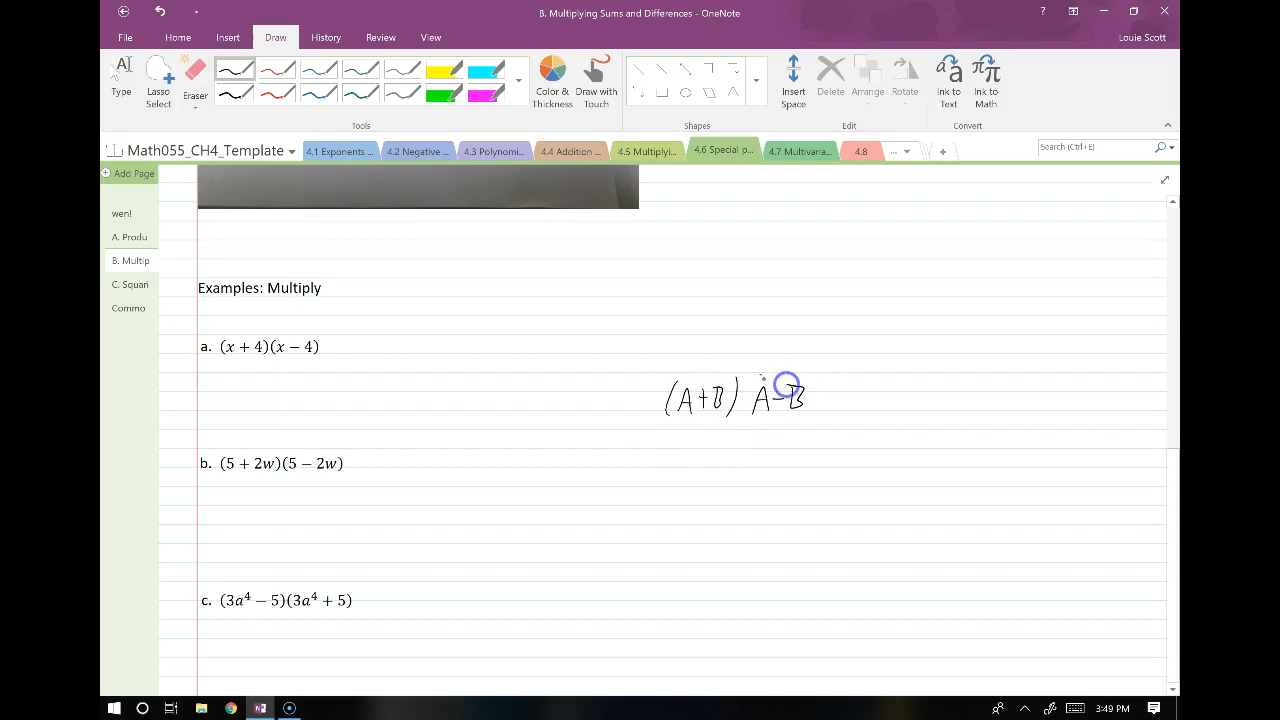 B. Multiplying Sums and Differences - OneNote
?
File
Home
Insert
Draw
History
Review
View
Louie Scott
Type
Lasso Select
Eraser
Color & Thickness
Draw with Touch
Insert Space
Delete
Arrange
Rotate
Ink to Text
Ink to Math
Tools
Shapes
Edit
Convert
Math055_CH4_Template
4.1 Exponents ...
4.2 Negative ...
4.3 Polynomi...
4.4 Addition ...
4.5 Multiplyi...
4.6 Special p...
4.7 Multivaria...
4.8
...
+
Search (Ctrl+E)
Add Page
wen!
A. Produ
B. Multip
C. Squari
Commo
Examples: Multiply
a. (x + 4)(x − 4)
(A+B) A-B
b. (5 + 2w)(5 − 2w)
c. (3a⁴ − 5)(3a⁴ + 5)
3:49 PM